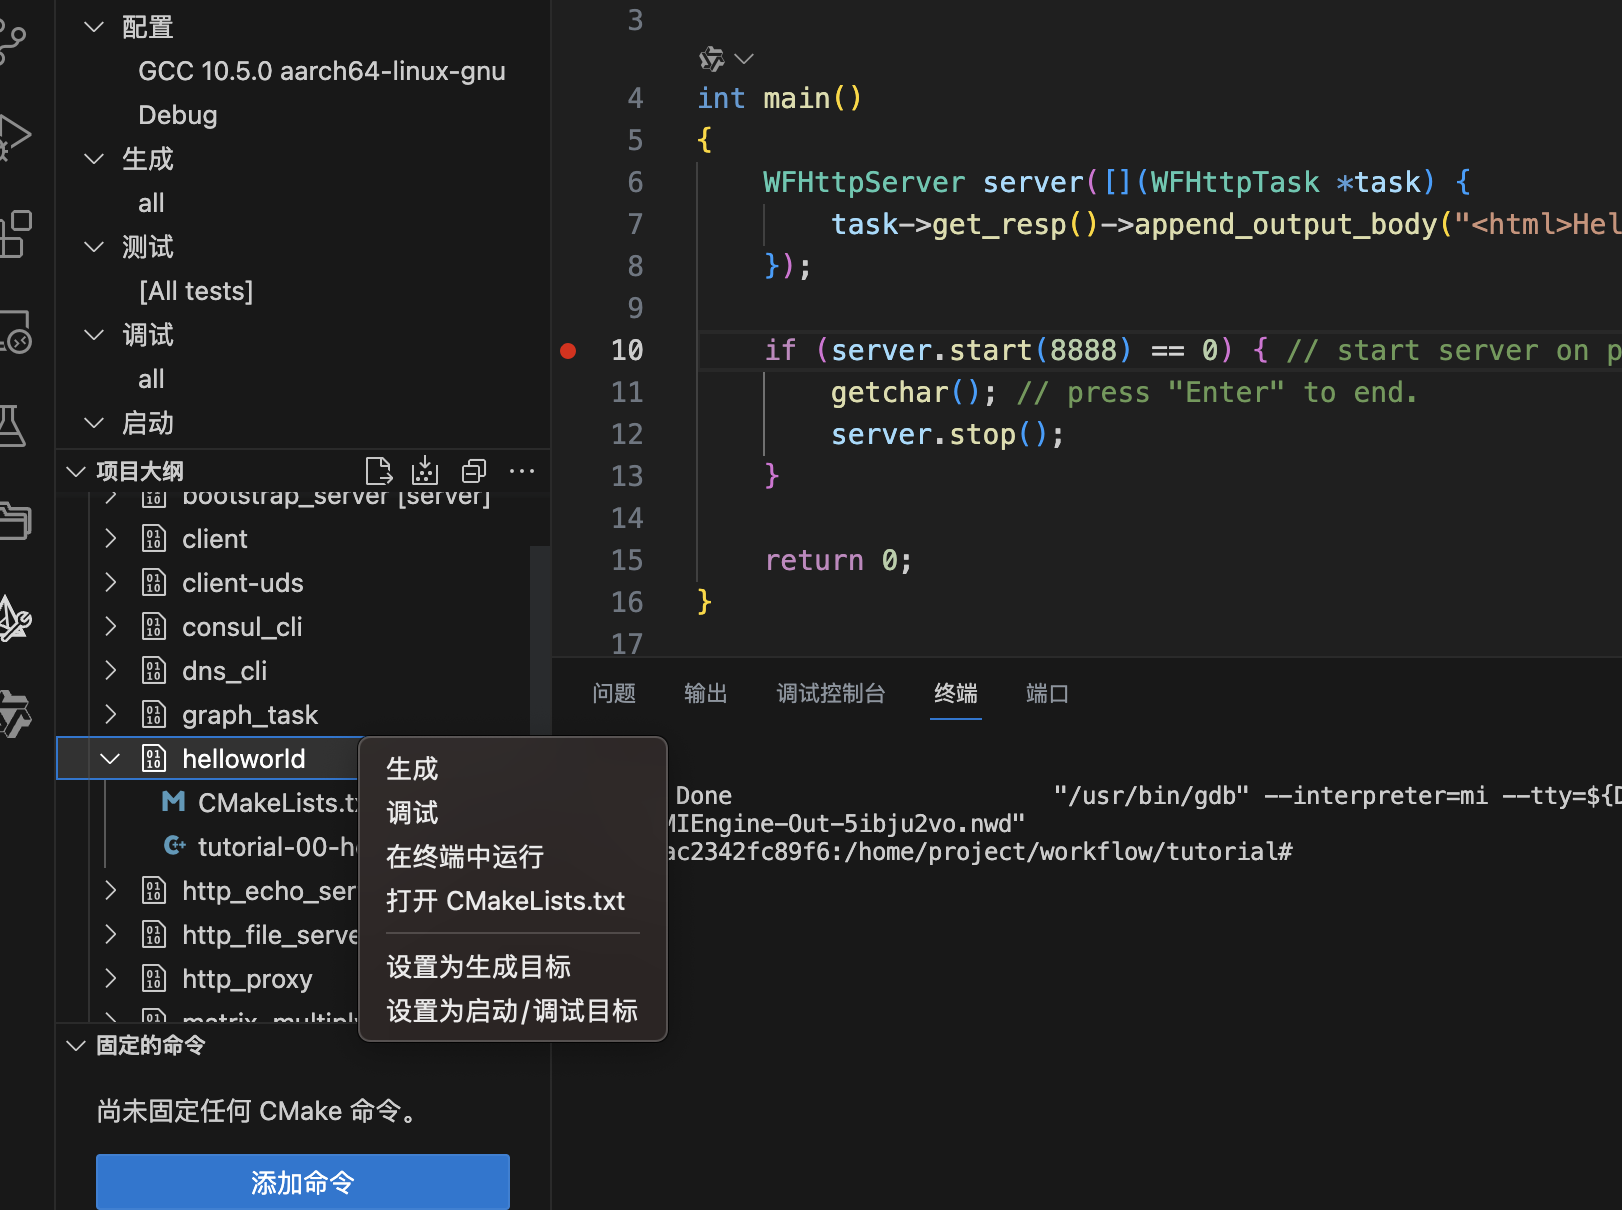 配置
GCC 10.5.0 aarch64-linux-gnu
Debug
生成
all
测试
[All tests]
调试
all
启动
项目大纲
bootstrap_server [server]
client
client-uds
consul_cli
dns_cli
graph_task
helloworld
CMakeLists.tx
tutorial-00-he
http_echo_ser
http_file_serve
http_proxy
matrix_multipl
固定的命令
尚未固定任何 CMake 命令。
添加命令
生成
调试
在终端中运行
打开 CMakeLists.txt
设置为生成目标
设置为启动/调试目标
3
4 int main()
5 {
6 WFHttpServer server([](WFHttpTask *task) {
7 task->get_resp()->append_output_body("<html>Hel
8 });
9
10 if (server.start(8888) == 0) { // start server on p
11 getchar(); // press "Enter" to end.
12 server.stop();
13 }
14
15 return 0;
16 }
17
问题 输出 调试控制台 终端 端口
Done "/usr/bin/gdb" --interpreter=mi --tty=${D
MIEngine-Out-5ibju2vo.nwd"
ac2342fc89f6:/home/project/workflow/tutorial#